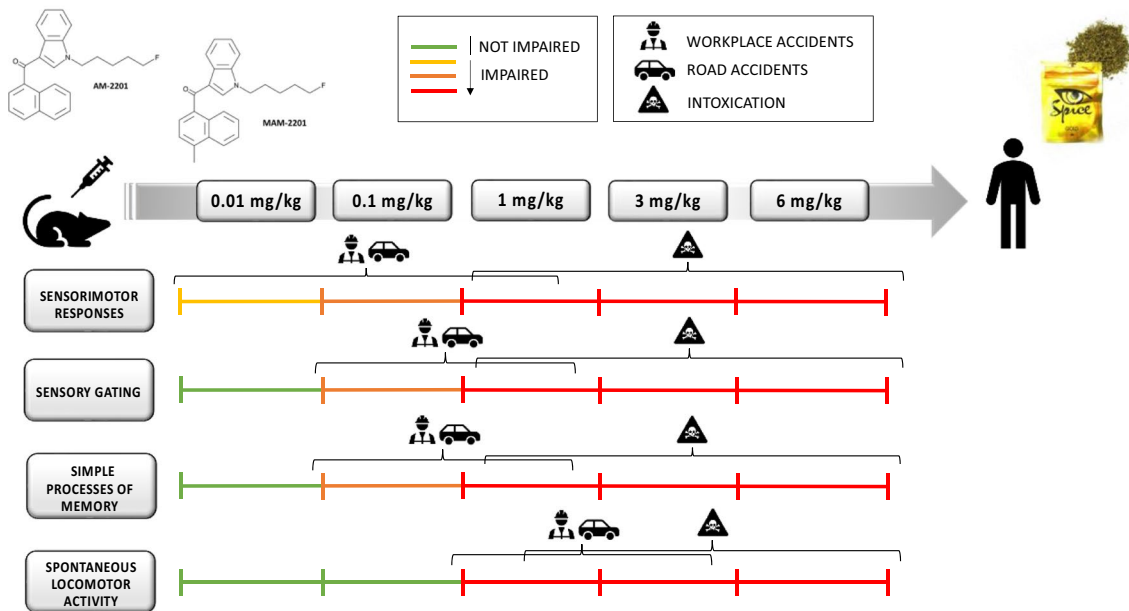 AM-2201
MAM-2201
O
N
F
O
N
F
NOT IMPAIRED
IMPAIRED
WORKPLACE ACCIDENTS
ROAD ACCIDENTS
INTOXICATION
Spice
0.01 mg/kg
0.1 mg/kg
1 mg/kg
3 mg/kg
6 mg/kg
SENSORIMOTOR
RESPONSES
SENSORY GATING
SIMPLE
PROCESSES OF
MEMORY
SPONTANEOUS
LOCOMOTOR
ACTIVITY